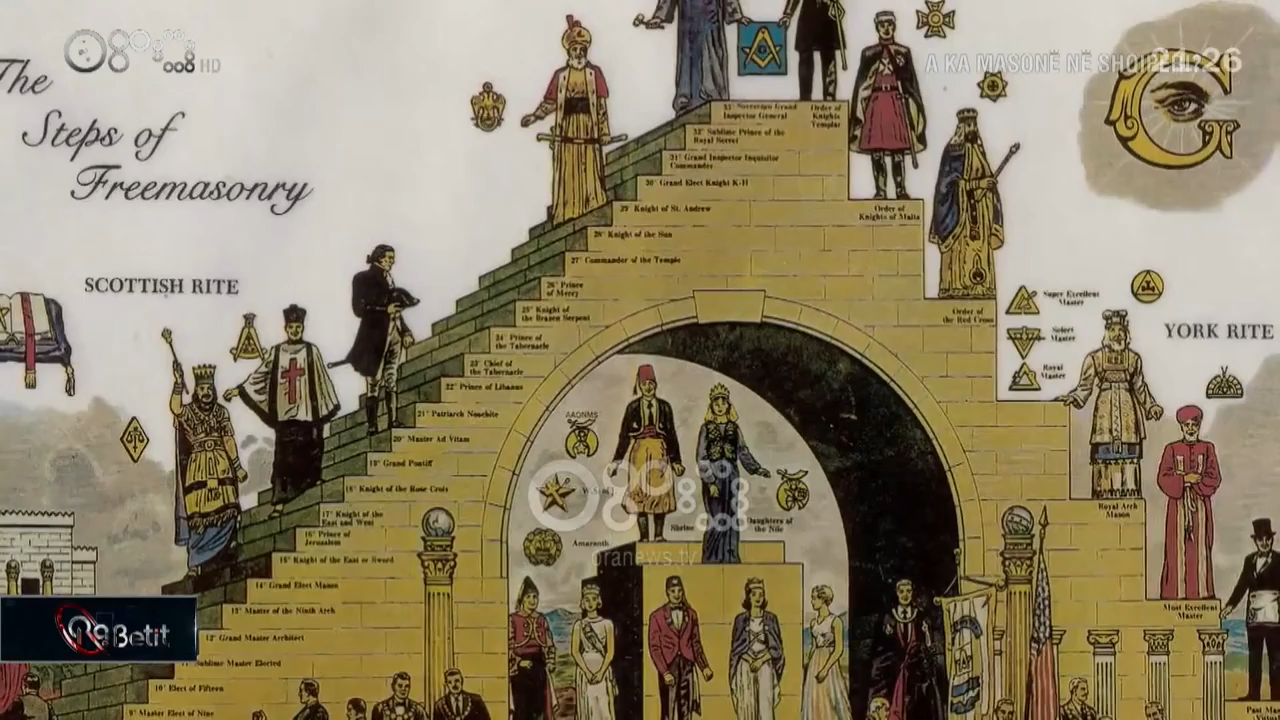 The
Steps of
Freemasonry
SCOTTISH RITE
YORK RITE
HD
A KA MASONË NË SHQIPËRI?
21:26
G
33° Sovereign Grand
Inspector General
Order of
Knights
Templar
32° Sublime Prince of the
Royal Secret
31° Grand Inspector Inquisitor
Commander
30° Grand Elect Knight K-H
29° Knight of St. Andrew
28° Knight of the Sun
27° Commander of the Temple
26° Prince
of Mercy
25° Knight of
the Brazen Serpent
24° Prince of
the Tabernacle
23° Chief of
the Tabernacle
22° Prince of Libanus
21° Patriarch Noachite
20° Master Ad Vitam
19° Grand Pontiff
18° Knight of the Rose Croix
17° Knight of the
East and West
16° Prince of
Jerusalem
15° Knight of the East or Sword
14° Grand Elect Mason
13° Master of the Ninth Arch
12° Grand Master Architect
11° Sublime Master Elected
10° Elect of Fifteen
9° Master Elect of Nine
Order of
Knights of Malta
Order of
the Red Cross
Super Excellent
Master
Select
Master
Royal
Master
Royal Arch
Mason
Most Excellent
Master
Past Master
AAONMS
Amaranth
Shrine
Daughters of
the Nile
oranews.tv
Betit